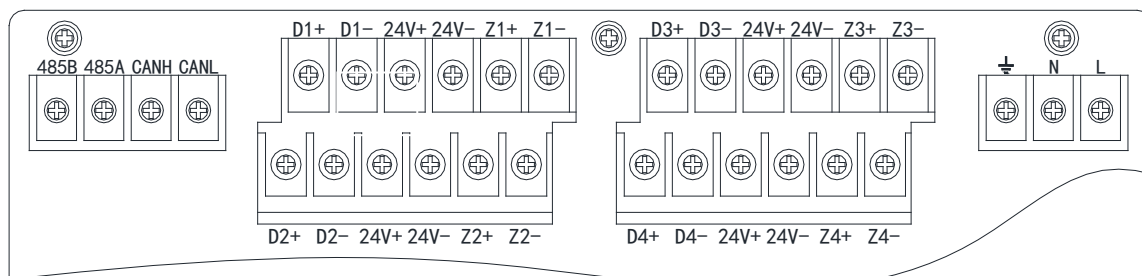 D1+ D1- 24V+ 24V- Z1+ Z1- D3+ D3- 24V+ 24V- Z3+ Z3-
485B 485A CANH CANL N L
D2+ D2- 24V+ 24V- Z2+ Z2- D4+ D4- 24V+ 24V- Z4+ Z4-